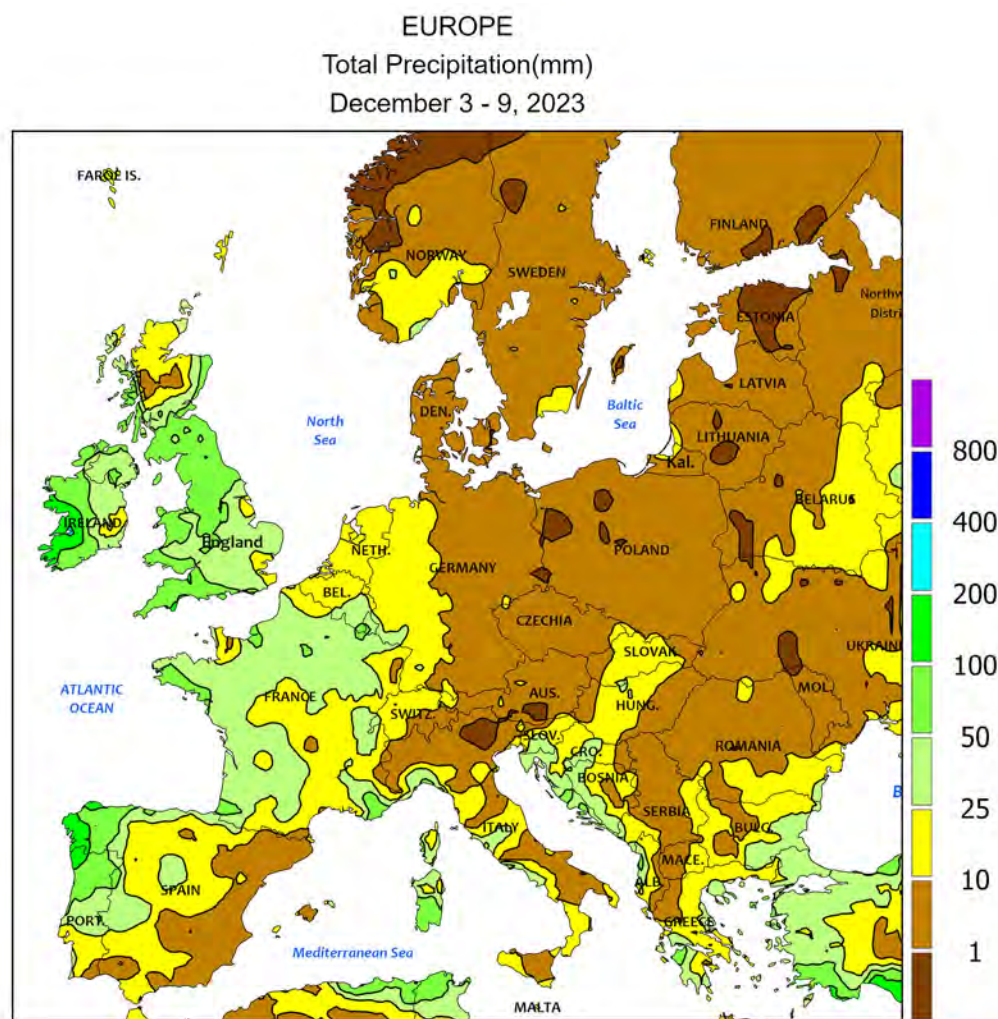 EUROPE
Total Precipitation(mm)
December 3 - 9, 2023
FAROE IS.
FINLAND
NORWAY
SWEDEN
Northw
Distri
ESTONIA
LATVIA
DEN.
North
Sea
Baltic
Sea
LITHUANIA
Kal.
BELARUS
IRELAND
England
NETH.
GERMANY
POLAND
BEL.
CZECHIA
UKRAINE
SLOVAK.
ATLANTIC
OCEAN
FRANCE
SWITZ.
AUS.
HUNG.
MOL.
SLOV.
CRO.
ROMANIA
BOSNIA
B
SERBIA
ITALY
BULG.
MACE.
SPAIN
ALB.
PORT.
GREECE
Mediterranean Sea
MALTA
800
400
200
100
50
25
10
1